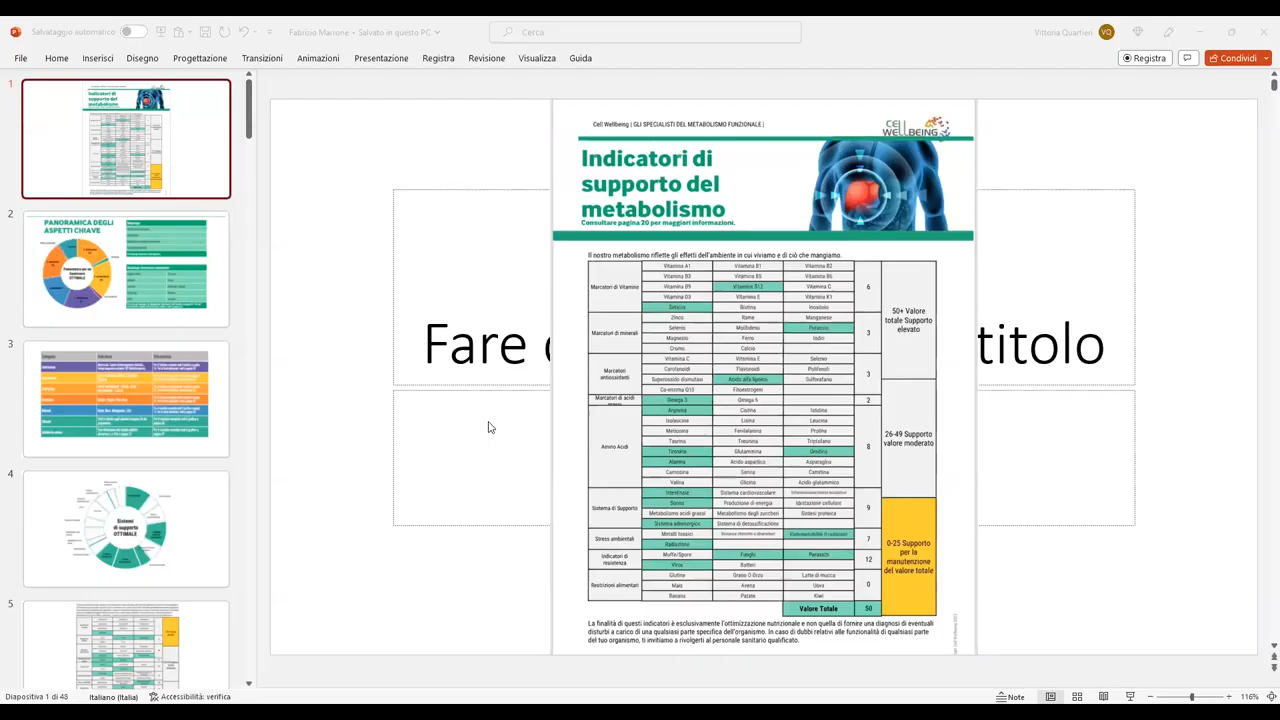 Salvataggio automatico
Fabrizio Marrone • Salvato in questo PC
Cerca
Vittoria Quartieri
VQ
File Home Inserisci Disegno Progettazione Transizioni Animazioni Presentazione Registra Revisione Visualizza Guida
Registra
Condividi
1
Indicatori di
supporto del
metabolismo
2
PANORAMICA DEGLI
ASPETTI CHIAVE
3
4
Sistemi
di supporto
OTTIMALE
5
Fare
titolo
Cell Wellbeing | GLI SPECIALISTI DEL METABOLISMO FUNZIONALE |
CELL
WELLBEING
Indicatori di
supporto del
metabolismo
Consultare pagina 20 per maggiori informazioni.
Il nostro metabolismo riflette gli effetti dell'ambiente in cui viviamo e di ciò che mangiamo.
Marcatori di Vitamine
Vitamina A1 Vitamina B1 Vitamina B2
Vitamina B3 Vitamina B5 Vitamina B6
Vitamina B9 Vitamina B12 Vitamina C
Vitamina D3 Vitamina E Vitamina K1
Biotina Inositolo
6
Marcatori di minerali
Zinco Rame Manganese
Selenio Molibdeno Potassio
Magnesio Ferro Iodio
Cromo Calcio
3
Marcatori
antiossidanti
Vitamina C Vitamina E Selenio
Carotenoidi Flavonoidi Polifenoli
Superossido dismutasi Acido alfa lipoico Sulforafano
Co-enzima Q10 Fitoestrogeni
3
Marcatori di acidi
Omega 3 Omega 6
2
Amino Acidi
Arginina Cistina Istidina
Isoleucina Lisina Leucina
Metionina Fenilalanina Prolina
Taurina Treonina Triptofano
Tirosina Glutammina Ornitina
Alanina Acido aspartico Asparagina
Carnosina Serina Carnitina
Valina Glicina Acido glutammico
8
Sistema di Supporto
Intestinale Sistema cardiovascolare
Sonno Produzione di energia Idratazione cellulare
Metabolismo acidi grassi Metabolismo degli zuccheri Sintesi proteica
Sistema adrenergico Sistema di detossificazione
9
Stress ambientali
Metalli tossici
Radiazione
7
Indicatori di
resistenza
Muffe/Spore Funghi Parassiti
Virus Batteri
12
Restrizioni alimentari
Glutine Grano O Orzo Latte di mucca
Mais Avena Uova
Banana Patate Kiwi
0
Valore Totale 50
50+ Valore
totale Supporto
elevato
26-49 Supporto
valore moderato
0-25 Supporto
per la
manutenzione
del valore totale
La finalità di questi indicatori è esclusivamente l'ottimizzazione nutrizionale e non quella di fornire una diagnosi di eventuali
disturbi a carico di una qualsiasi parte specifica dell'organismo. In caso di dubbi relativi alle funzionalità di qualsiasi parte
del tuo organismo, ti invitiamo a rivolgerti al personale sanitario qualificato.
Diapositiva 1 di 48
Italiano (Italia)
Accessibilità: verifica
Note
116%